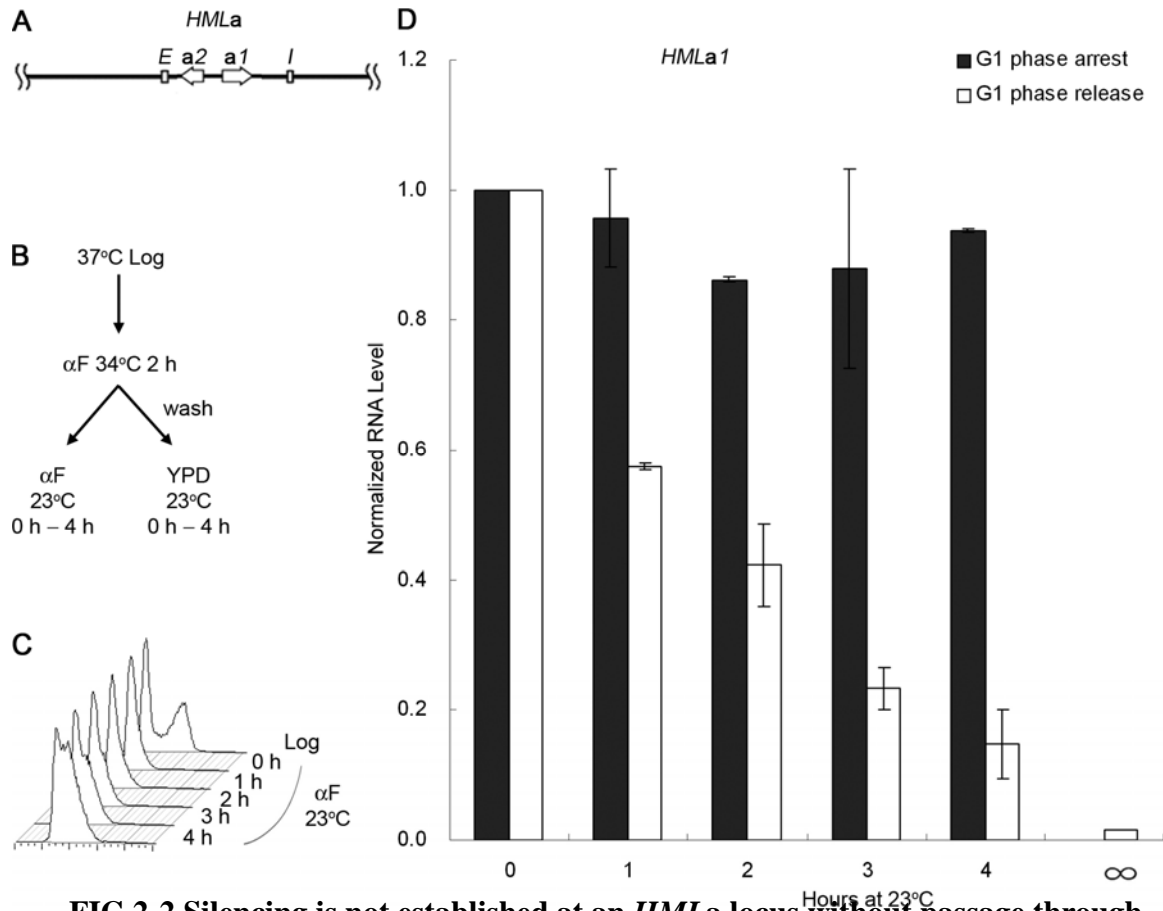 A
HMLa
E a2 a1 I
B
37°C Log
αF 34°C 2 h
wash
αF YPD
23°C 23°C
0 h – 4 h 0 h – 4 h
C
Log
0 h
1 h
2 h
3 h
4 h
αF
23°C
D
HMLa1
G1 phase arrest
G1 phase release
Normalized RNA Level
1.2
1.0
0.8
0.6
0.4
0.2
0.0
0 1 2 3 4 ∞
Hours at 23°C
FIG 2-2 Silencing is not established at an HMLa locus without passage through